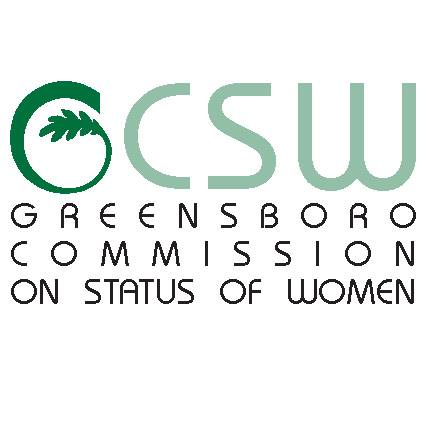 GCSW
GREENSBORO
COMMISSION
ON STATUS OF WOMEN